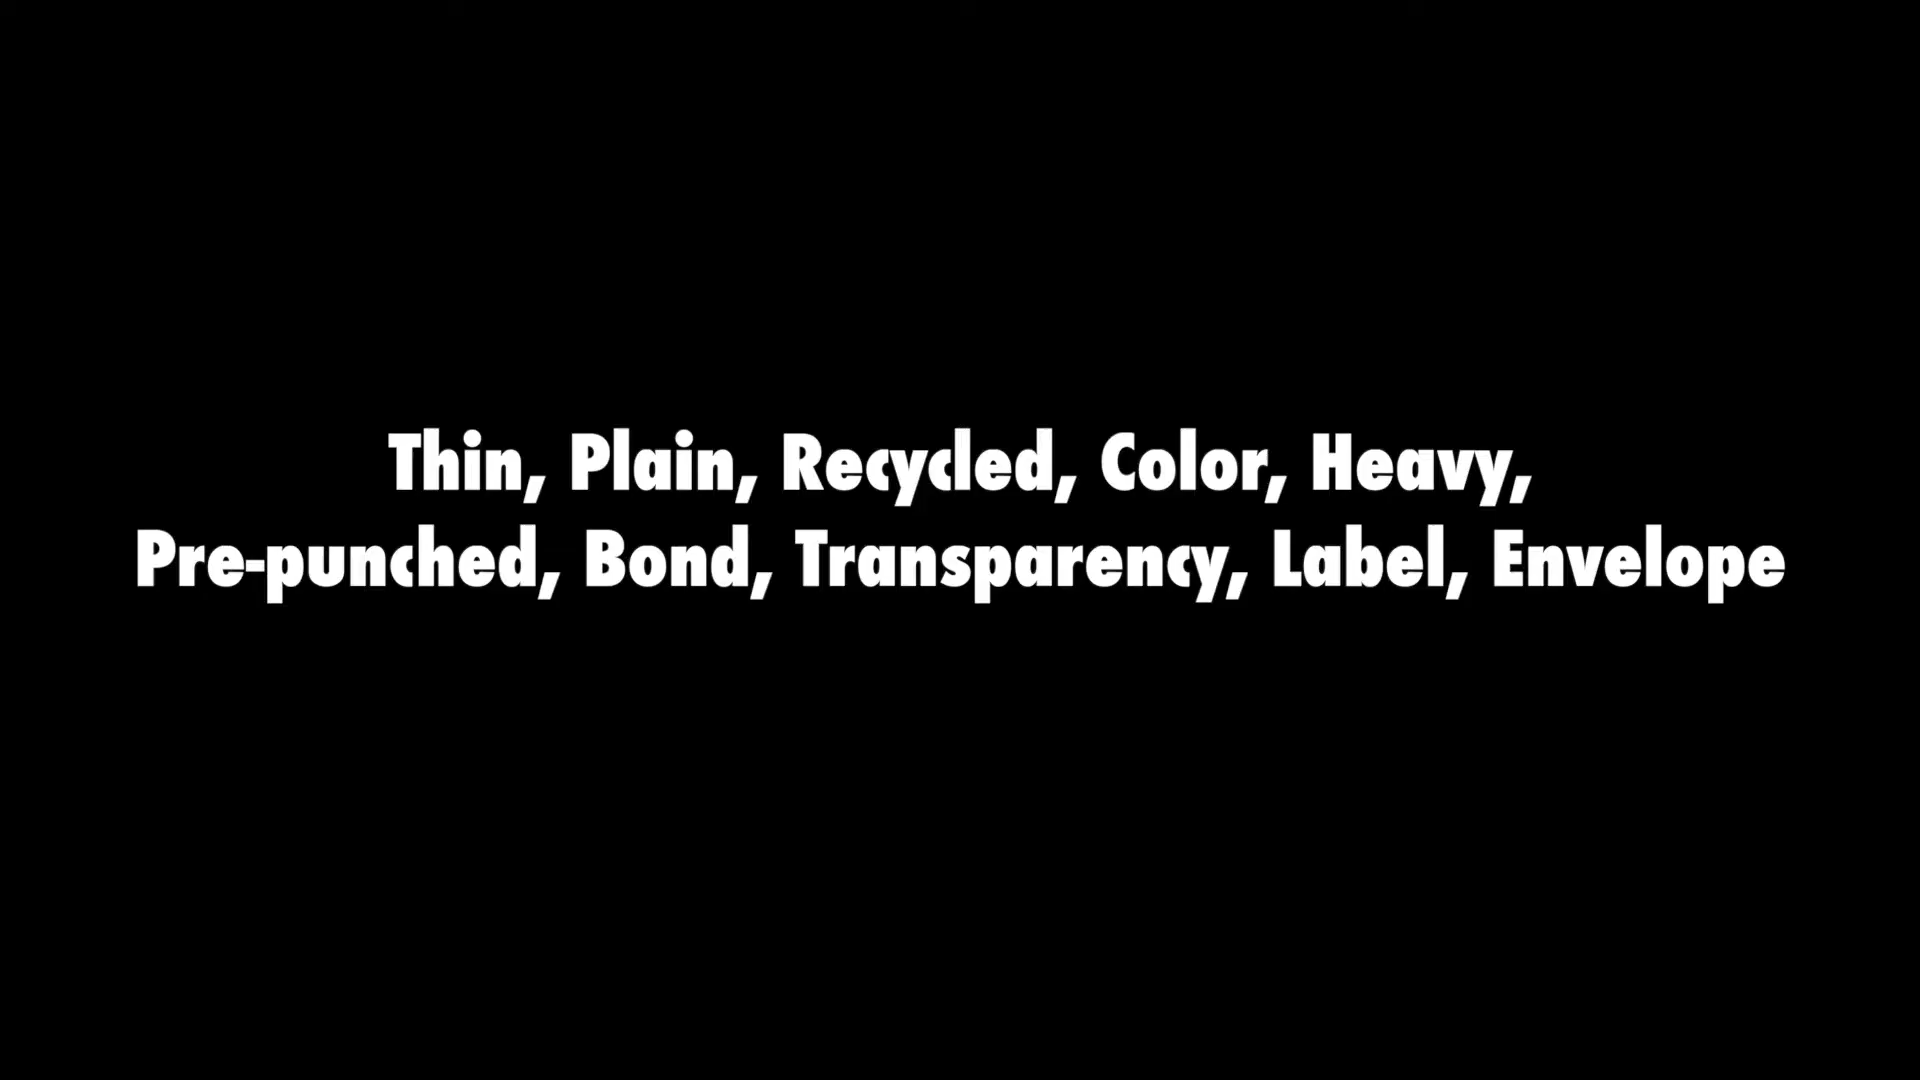 Thin, Plain, Recycled, Color, Heavy,
Pre-punched, Bond, Transparency, Label, Envelope